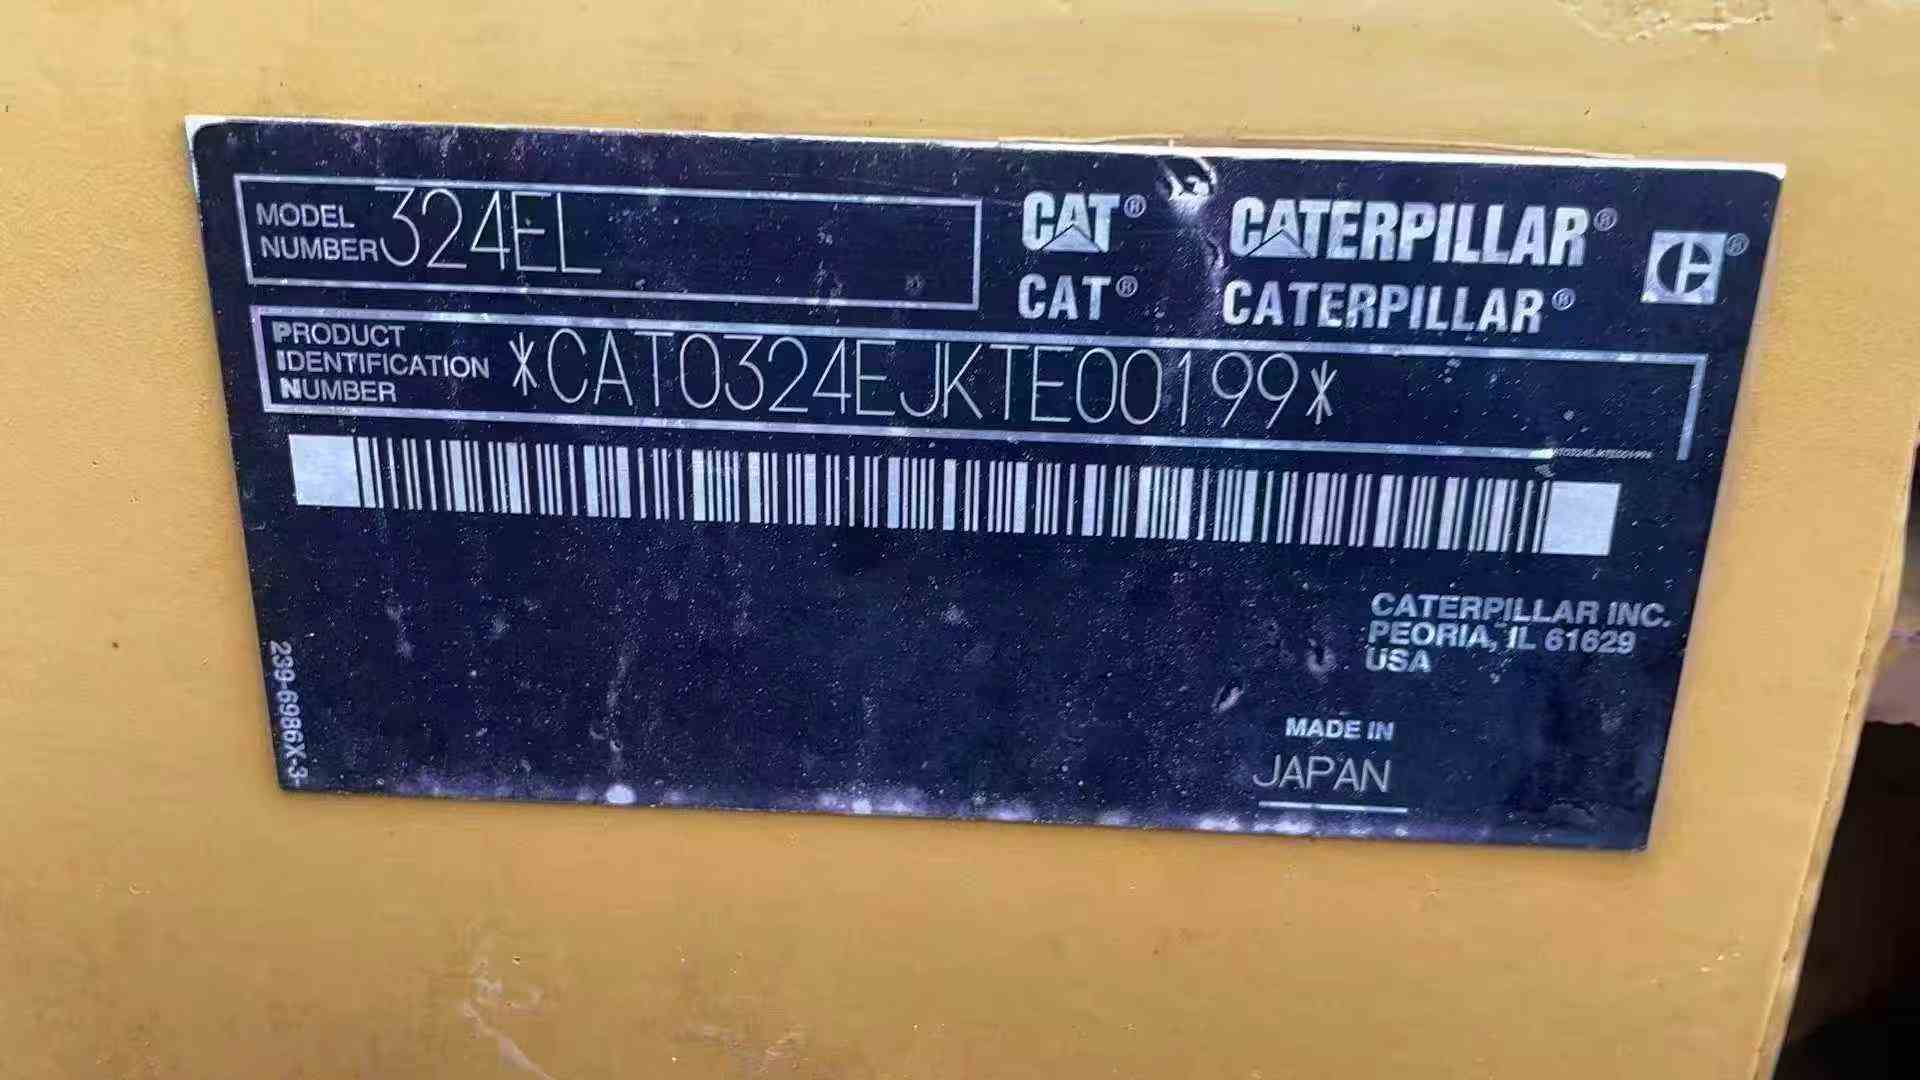 MODEL NUMBER 324EL
CAT® CATERPILLAR®
CAT® CATERPILLAR®
PRODUCT IDENTIFICATION NUMBER *CAT0324EJKTE00199*
CAT0324EJKTE00199
CATERPILLAR INC.
PEORIA, IL 61629
USA
MADE IN
JAPAN
239-6986X-3